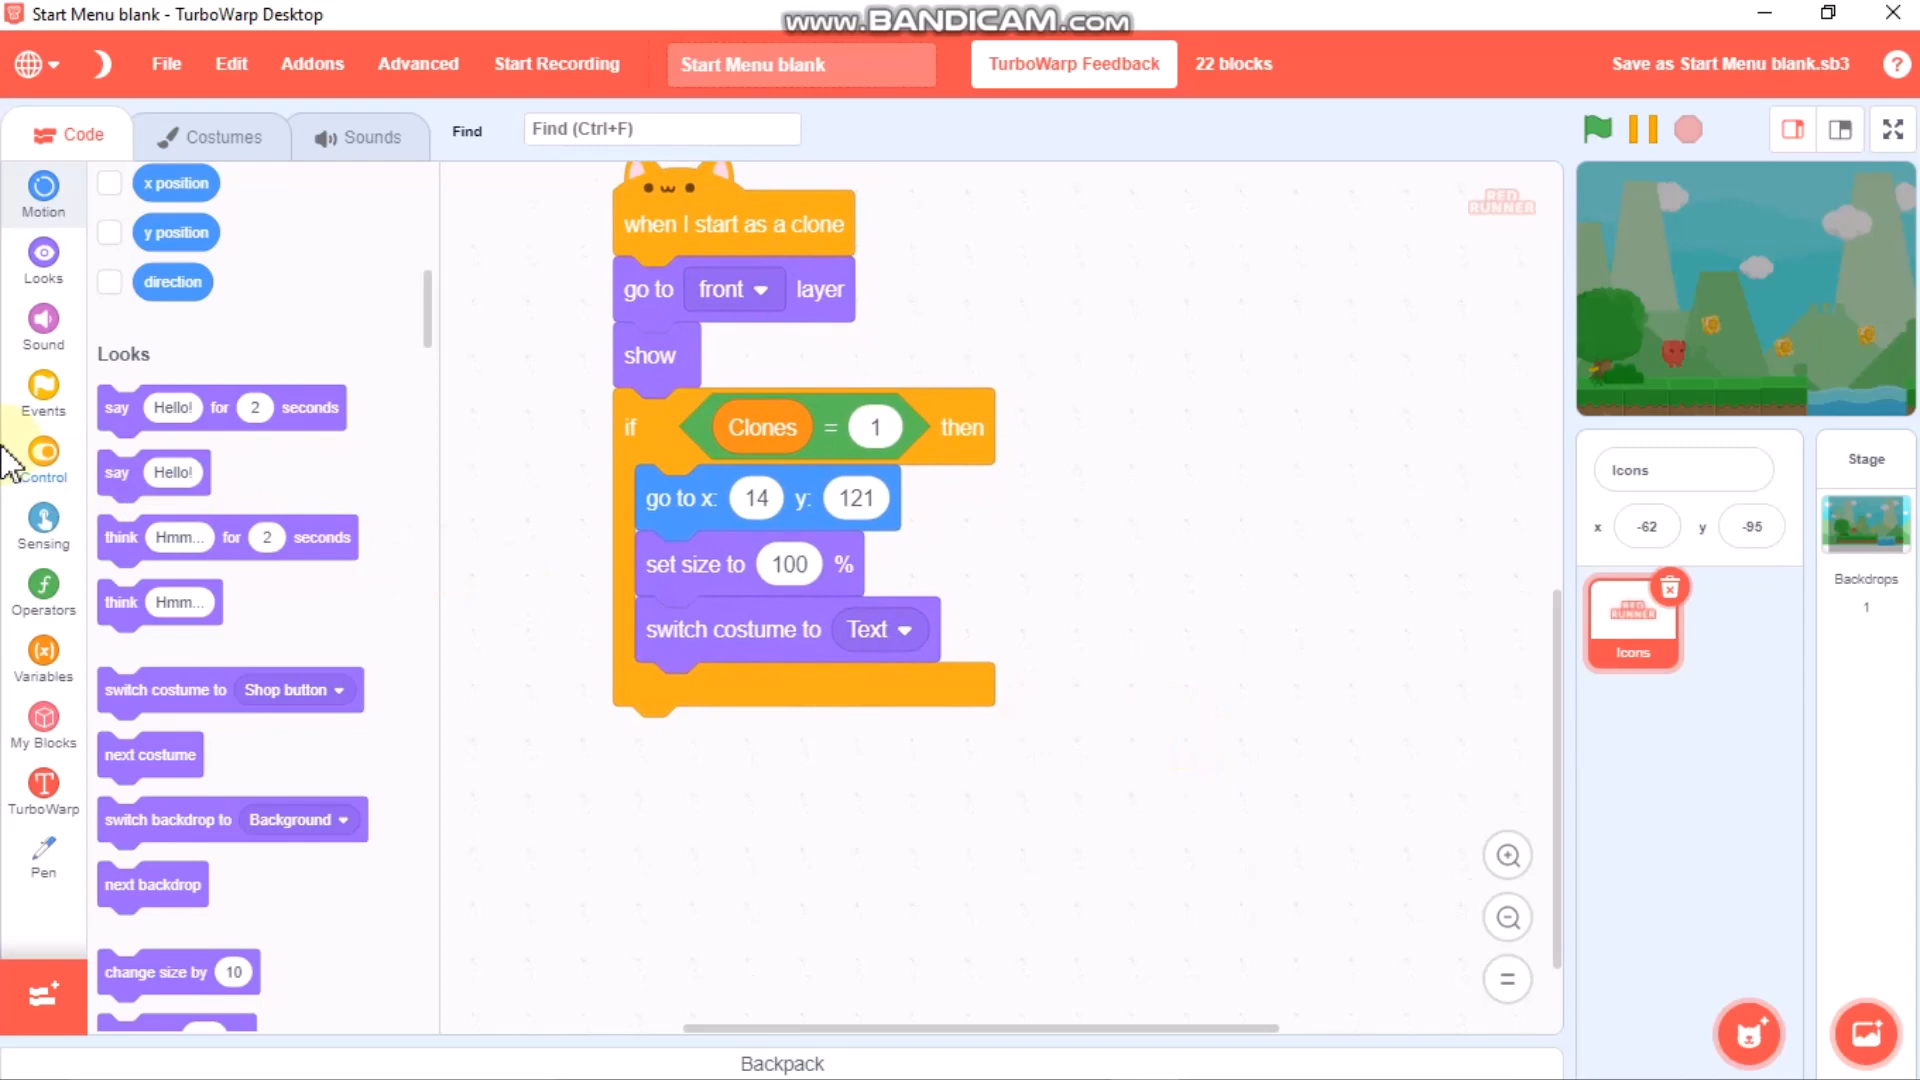 Start Menu blank - TurboWarp Desktop
www.BANDICAM.com
File Edit Addons Advanced Start Recording Start Menu blank TurboWarp Feedback 22 blocks Save as Start Menu blank.sb3 ?
Code Costumes Sounds Find Find (Ctrl+F)
Motion
Looks
Sound
Events
Control
Sensing
Operators
Variables
My Blocks
TurboWarp
Pen
x position
y position
direction
Looks
say Hello! for 2 seconds
say Hello!
think Hmm... for 2 seconds
think Hmm...
switch costume to Shop button
next costume
switch backdrop to Background
next backdrop
change size by 10
when I start as a clone
go to front layer
show
if Clones = 1 then
go to x: 14 y: 121
set size to 100 %
switch costume to Text
RED
RUNNER
Icons
x -62 y -95
RED
RUNNER
Icons
Stage
Backdrops
1
Backpack